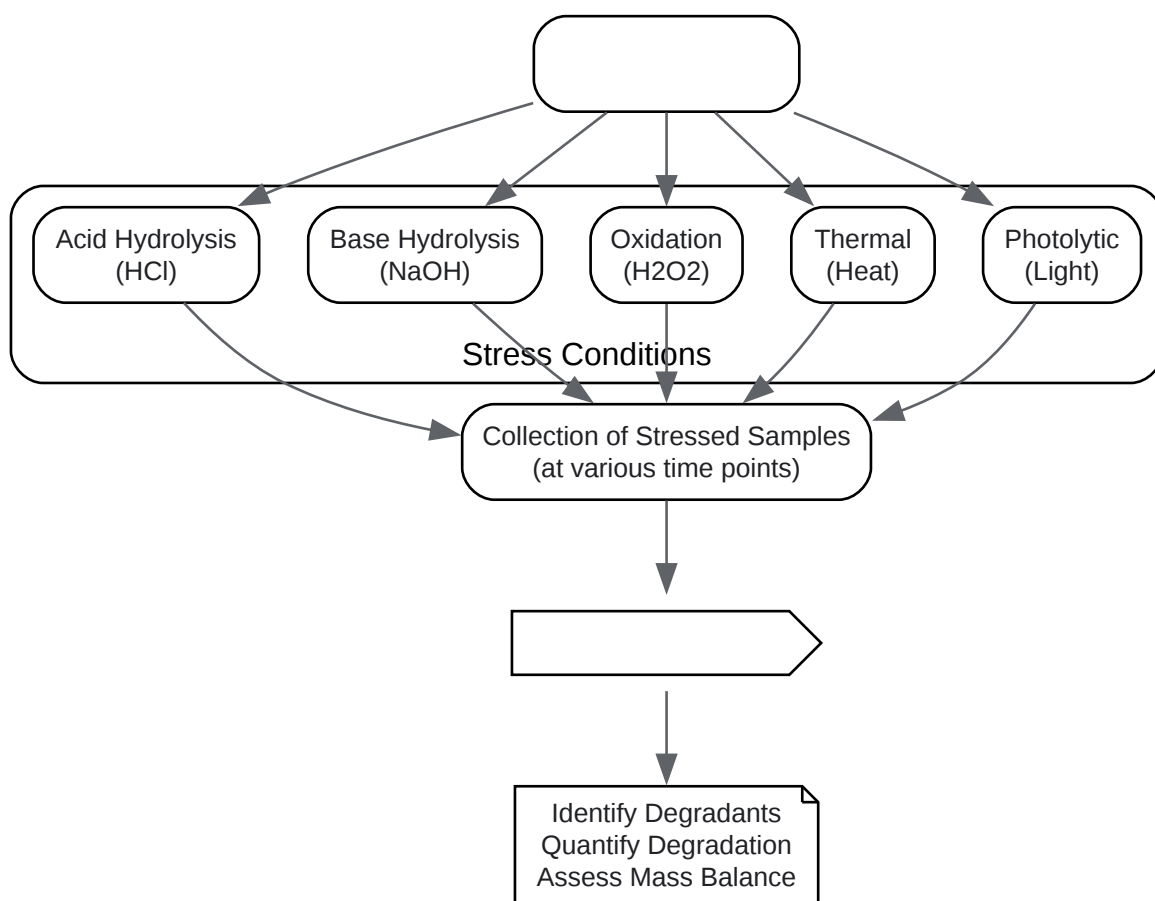 Acid Hydrolysis
(HCl)
Base Hydrolysis
(NaOH)
Oxidation
(H2O2)
Thermal
(Heat)
Photolytic
(Light)
Stress Conditions
Collection of Stressed Samples
(at various time points)
Identify Degradants
Quantify Degradation
Assess Mass Balance